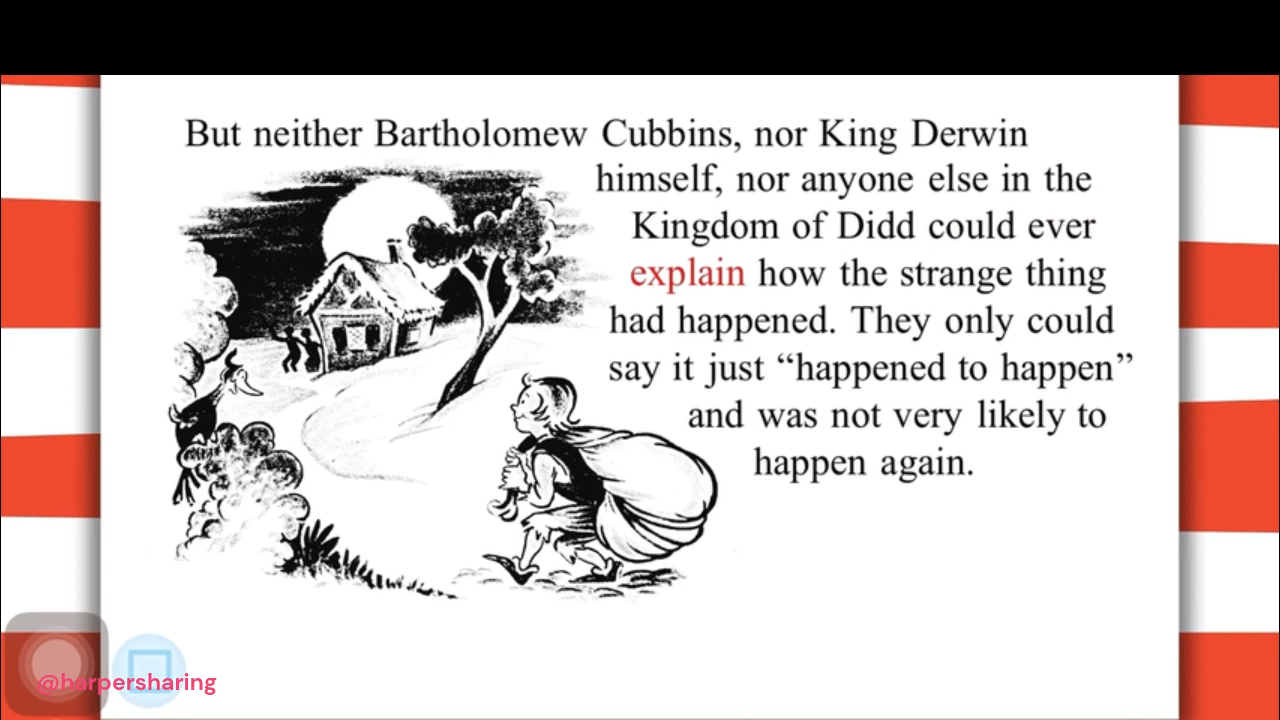 But neither Bartholomew Cubbins, nor King Derwin
himself, nor anyone else in the
Kingdom of Didd could ever
explain how the strange thing
had happened. They only could
say it just “happened to happen”
and was not very likely to
happen again.
@harpersharing